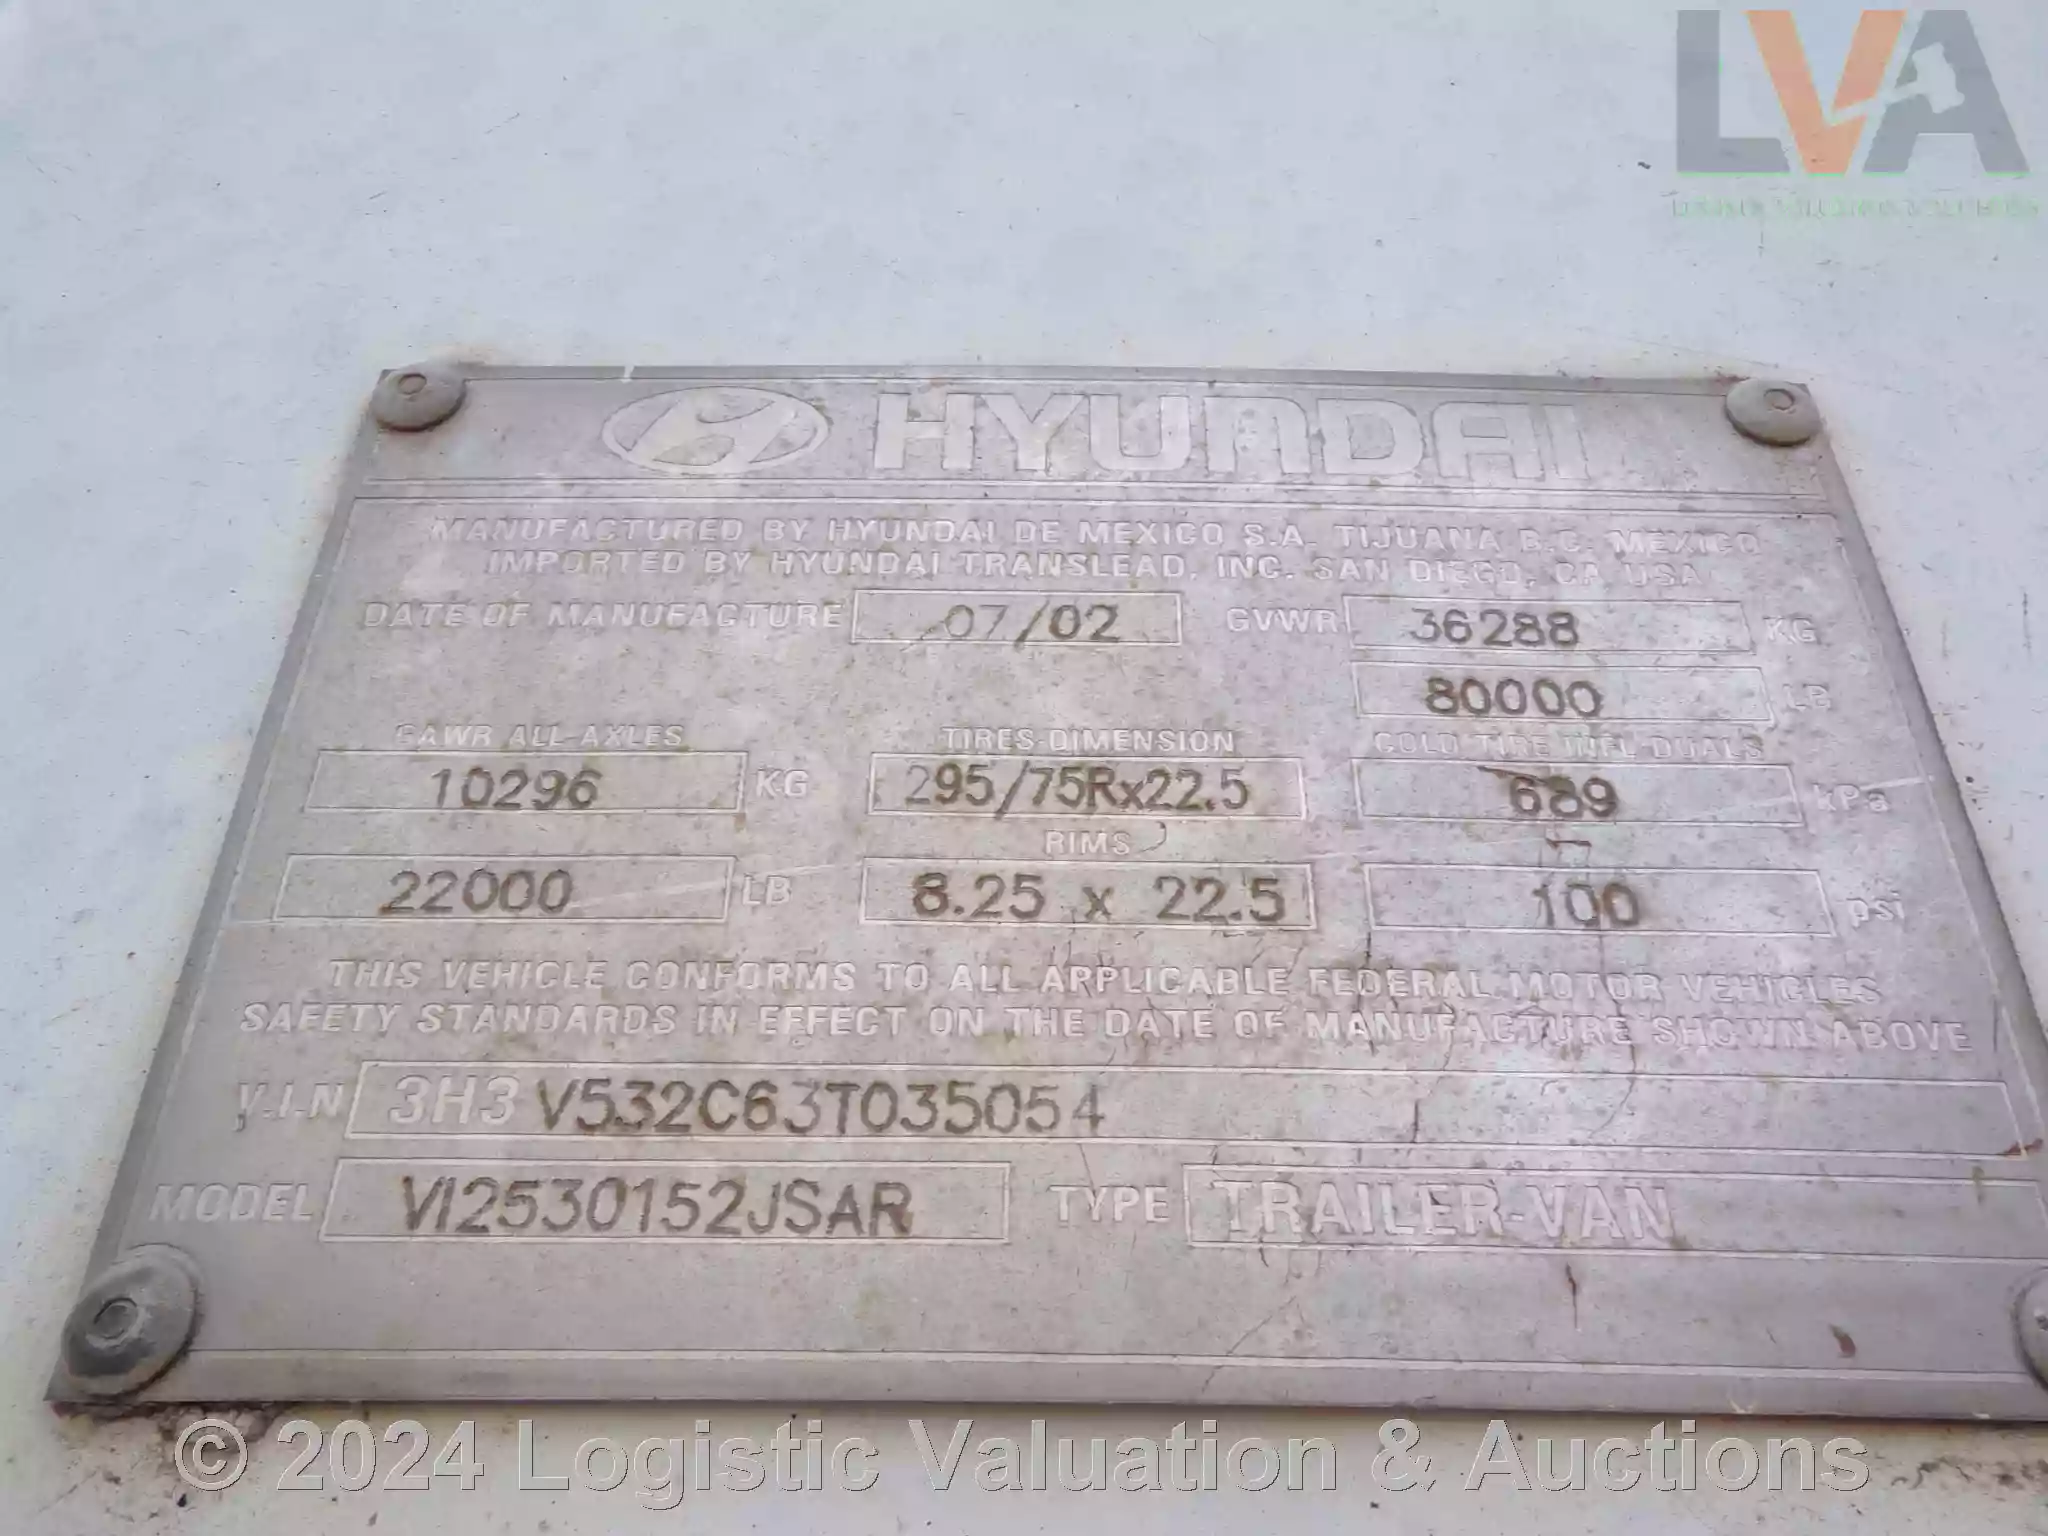 LVA
HYUNDAI
MANUFACTURED BY HYUNDAI DE MEXICO S.A. TIJUANA B.C. MEXICO
IMPORTED BY HYUNDAI TRANSLEAD, INC. SAN DIEGO, CA USA
DATE OF MANUFACTURE 07/02 GVWR 36288 KG
80000 LB
GAWR ALL-AXLES TIRES-DIMENSION COLD TIRE INFL-DUALS
10296 KG 295/75Rx22.5 689 kPa
RIMS
22000 LB 8.25 x 22.5 100 psi
THIS VEHICLE CONFORMS TO ALL APPLICABLE FEDERAL MOTOR VEHICLES
SAFETY STANDARDS IN EFFECT ON THE DATE OF MANUFACTURE SHOWN ABOVE
V.I.N 3H3V532C63T035054
MODEL VI2530152JSAR TYPE TRAILER-VAN
© 2024 Logistic Valuation & Auctions